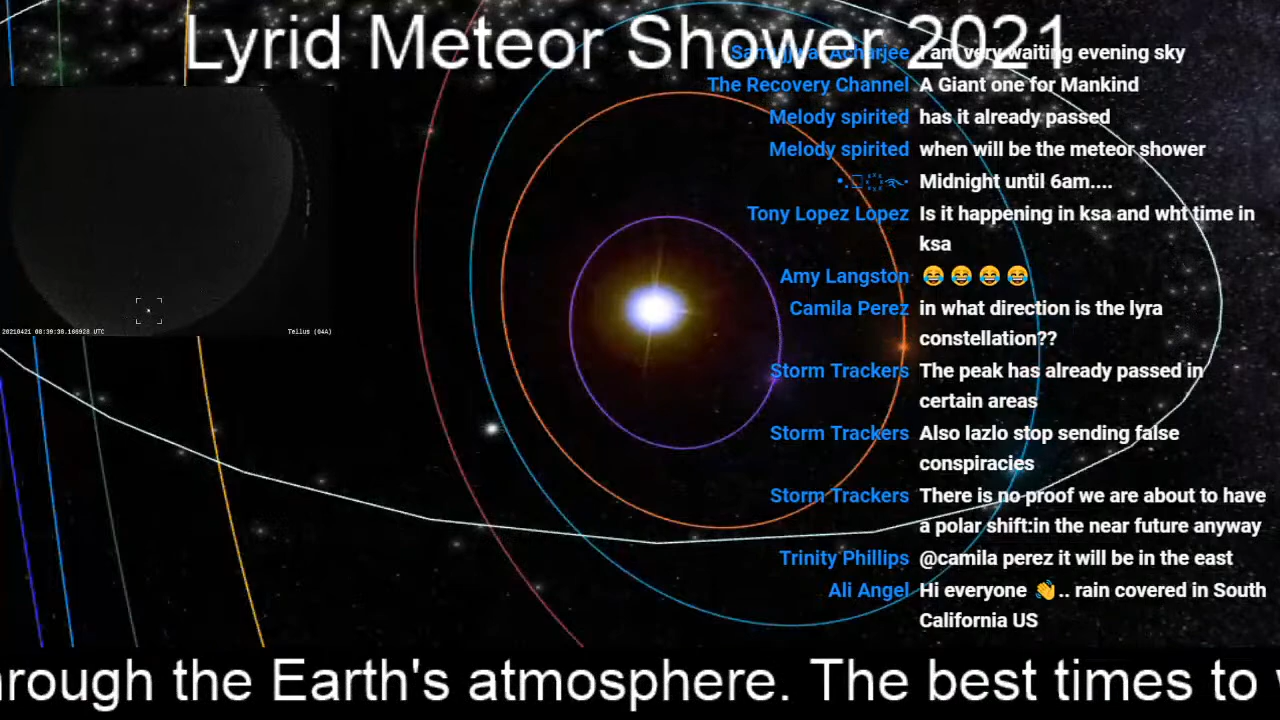 Lyrid Meteor Shower 2021
Samujjwal Acharjee I am very waiting evening sky
The Recovery Channel A Giant one for Mankind
Melody spirited has it already passed
Melody spirited when will be the meteor shower
Midnight until 6am....
Tony Lopez Lopez Is it happening in ksa and wht time in
ksa
Amy Langston 😂 😂 😂 😂
Camila Perez in what direction is the lyra
constellation??
Storm Trackers The peak has already passed in
certain areas
Storm Trackers Also lazlo stop sending false
conspiracies
Storm Trackers There is no proof we are about to have
a polar shift:in the near future anyway
Trinity Phillips @camila perez it will be in the east
Ali Angel Hi everyone 👋.. rain covered in South
California US
Tellus (04A)
rough the Earth's atmosphere. The best times to